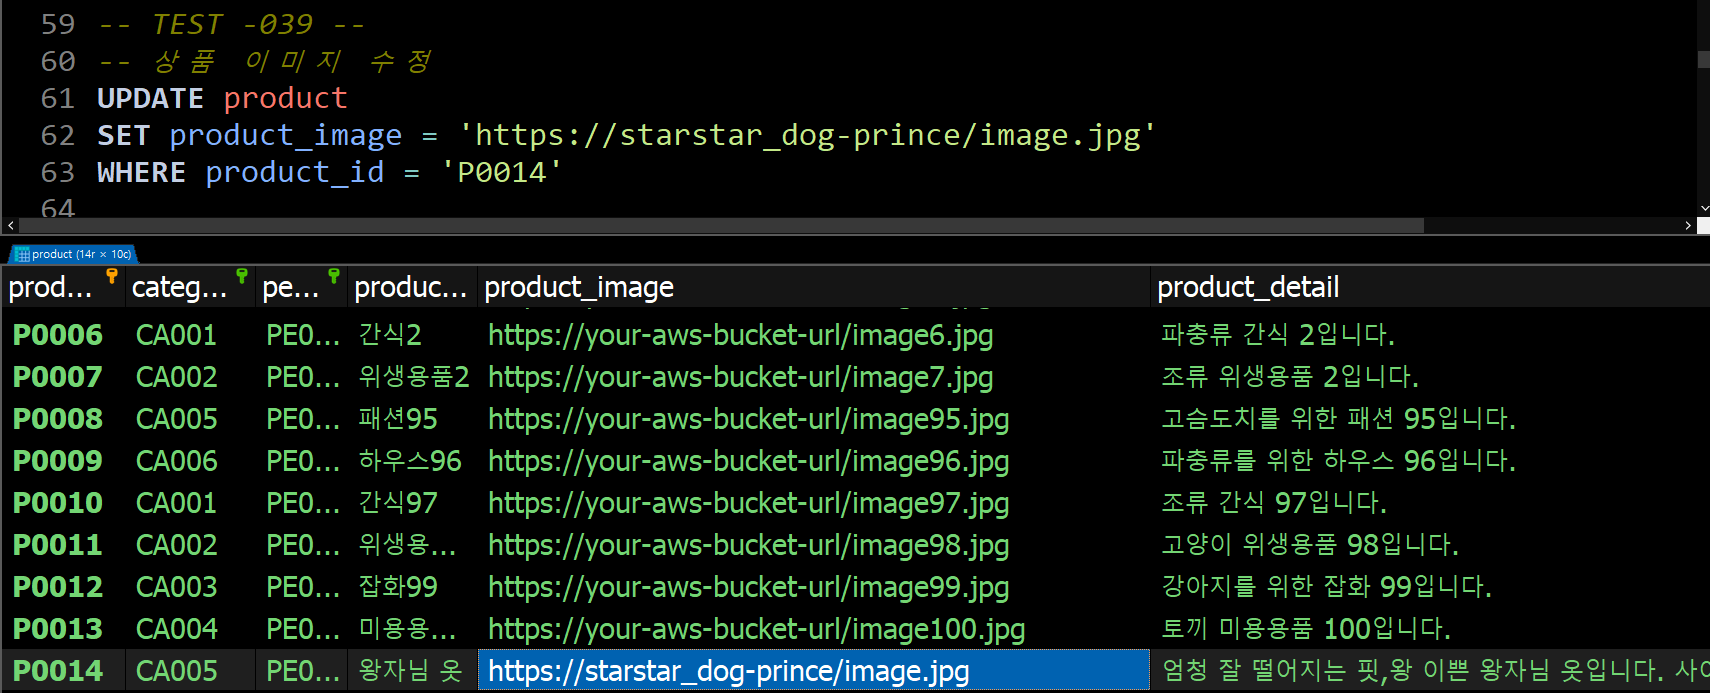 59 -- TEST -039 --
60 -- 상품 이미지 수정
61 UPDATE product
62 SET product_image = 'https://starstar_dog-prince/image.jpg'
63 WHERE product_id = 'P0014'
64
product (14r × 10c)
prod... categ... pe... produc... product_image product_detail
P0006 CA001 PE0... 간식2 https://your-aws-bucket-url/image6.jpg 파충류 간식 2입니다.
P0007 CA002 PE0... 위생용품2 https://your-aws-bucket-url/image7.jpg 조류 위생용품 2입니다.
P0008 CA005 PE0... 패션95 https://your-aws-bucket-url/image95.jpg 고슴도치를 위한 패션 95입니다.
P0009 CA006 PE0... 하우스96 https://your-aws-bucket-url/image96.jpg 파충류를 위한 하우스 96입니다.
P0010 CA001 PE0... 간식97 https://your-aws-bucket-url/image97.jpg 조류 간식 97입니다.
P0011 CA002 PE0... 위생용... https://your-aws-bucket-url/image98.jpg 고양이 위생용품 98입니다.
P0012 CA003 PE0... 잡화99 https://your-aws-bucket-url/image99.jpg 강아지를 위한 잡화 99입니다.
P0013 CA004 PE0... 미용용... https://your-aws-bucket-url/image100.jpg 토끼 미용용품 100입니다.
P0014 CA005 PE0... 왕자님 옷 https://starstar_dog-prince/image.jpg 엄청 잘 떨어지는 핏,왕 이쁜 왕자님 옷입니다. 사이